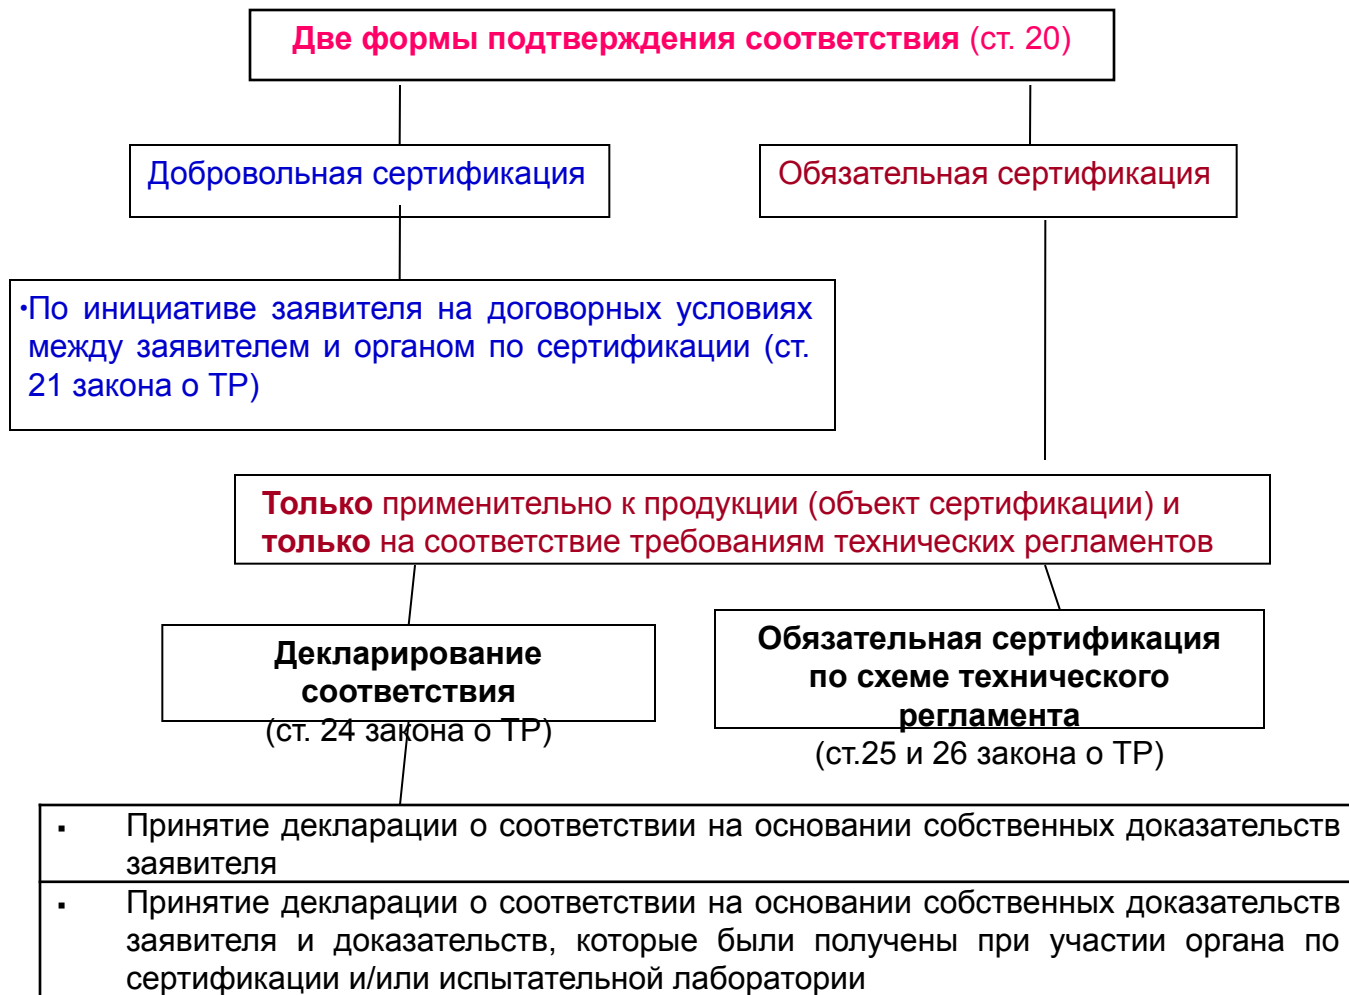 Две формы подтверждения соответствия (ст. 20)
Добровольная сертификация
Обязательная сертификация
•По инициативе заявителя на договорных условиях
между заявителем и органом по сертификации (ст.
21 закона о ТР)
Только применительно к продукции (объект сертификации) и
только на соответствие требованиям технических регламентов
Декларирование
соответствия
(ст. 24 закона о ТР)
Обязательная сертификация
по схеме технического
регламента
(ст.25 и 26 закона о ТР)
▪ Принятие декларации о соответствии на основании собственных доказательств
заявителя
▪ Принятие декларации о соответствии на основании собственных доказательств
заявителя и доказательств, которые были получены при участии органа по
сертификации и/или испытательной лаборатории